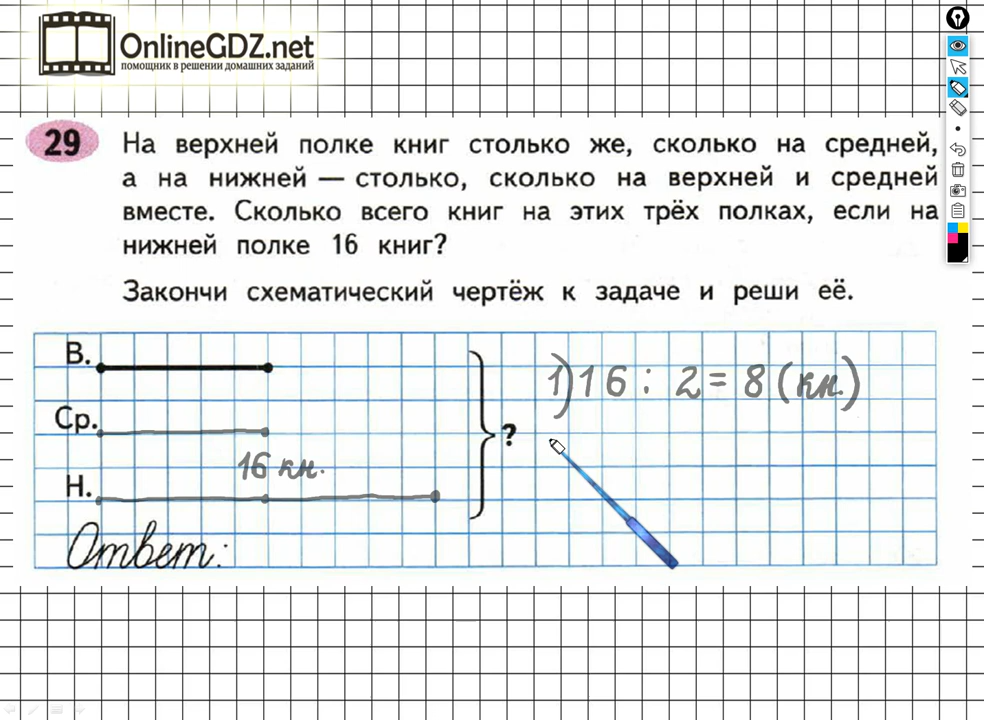 OnlineGDZ.net
помощник в решении домашних заданий
29 На верхней полке книг столько же, сколько на средней,
а на нижней — столько, сколько на верхней и средней
вместе. Сколько всего книг на этих трёх полках, если на
нижней полке 16 книг?
Закончи схематический чертёж к задаче и реши её.
В.
1) 16 : 2 = 8 (кн.)
Ср.
?
16 кн.
Н.
Ответ: